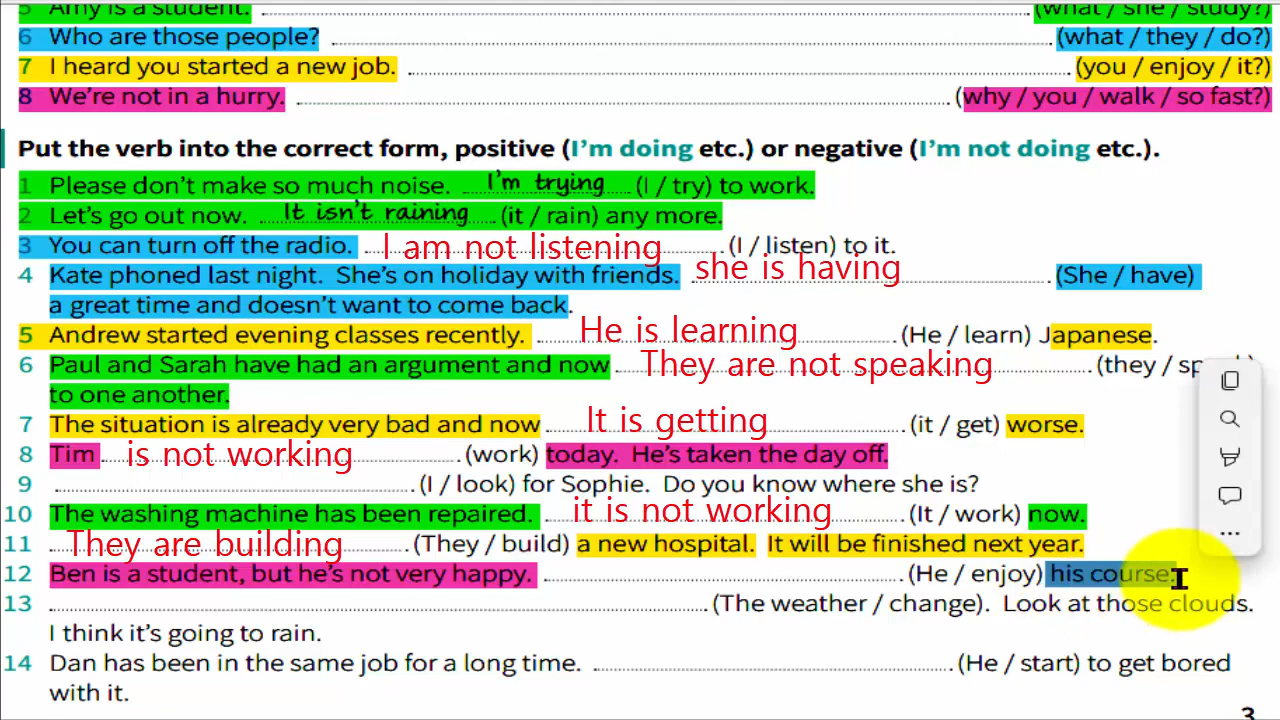 5 Amy is a student. (what / she / study?)
6 Who are those people? (what / they / do?)
7 I heard you started a new job. (you / enjoy / it?)
8 We're not in a hurry. (why / you / walk / so fast?)
Put the verb into the correct form, positive (I'm doing etc.) or negative (I'm not doing etc.).
1 Please don't make so much noise. I'm trying (I / try) to work.
2 Let's go out now. It isn't raining (it / rain) any more.
3 You can turn off the radio. I am not listening (I / listen) to it.
4 Kate phoned last night. She's on holiday with friends. she is having (She / have)
a great time and doesn't want to come back.
5 Andrew started evening classes recently. He is learning (He / learn) Japanese.
6 Paul and Sarah have had an argument and now They are not speaking (they /
to one another.
7 The situation is already very bad and now It is getting (it / get) worse.
8 Tim is not working (work) today. He's taken the day off.
9 (I / look) for Sophie. Do you know where she is?
10 The washing machine has been repaired. it is not working (It / work) now.
11 They are building (They / build) a new hospital. It will be finished next year.
12 Ben is a student, but he's not very happy. (He / enjoy) his course.
13 (The weather / change). Look at those clouds.
I think it's going to rain.
14 Dan has been in the same job for a long time. (He / start) to get bored
with it.
3